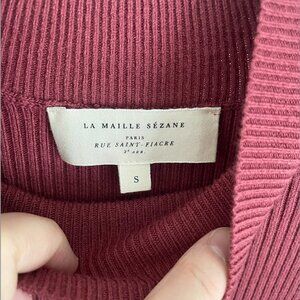 LA MAILLE SÉZANE
PARIS
RUE SAINT-FIACRE
2e ARR.
S